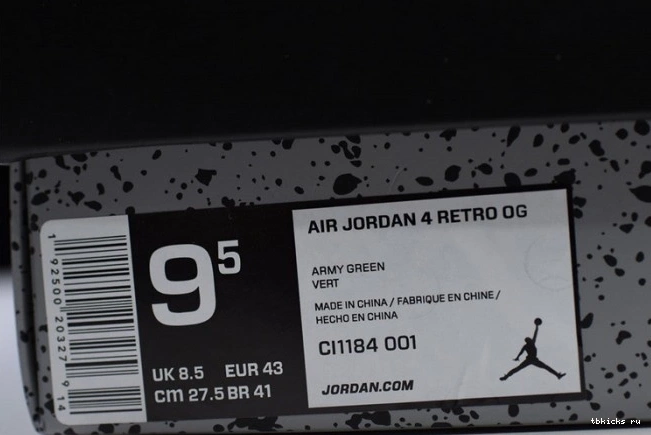 AIR JORDAN 4 RETRO OG
9 5
ARMY GREEN
VERT
MADE IN CHINA / FABRIQUE EN CHINE /
HECHO EN CHINA
CI1184 001
UK 8.5 EUR 43
cm 27.5 BR 41
JORDAN.COM
1 92500 20327 914
tbkicks ru